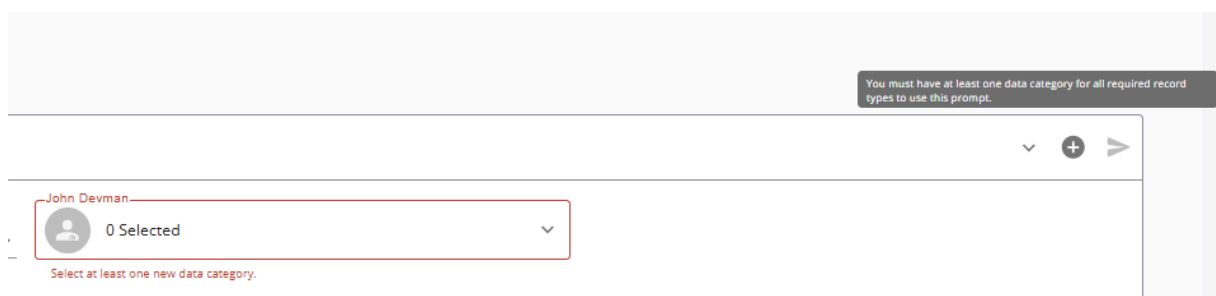 You must have at least one data category for all required record
types to use this prompt.
John Devman
0 Selected
Select at least one new data category.